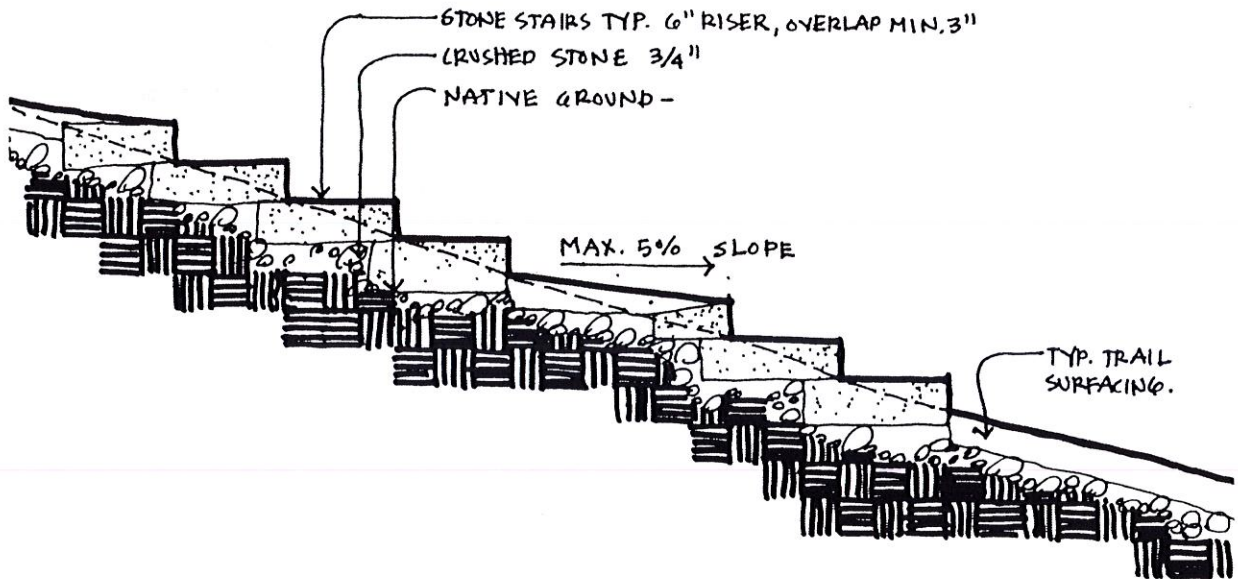 STONE STAIRS TYP. 6" RISER, OVERLAP MIN. 3"
CRUSHED STONE 3/4"
NATIVE GROUND -
MAX. 5% SLOPE
TYP. TRAIL
SURFACING.